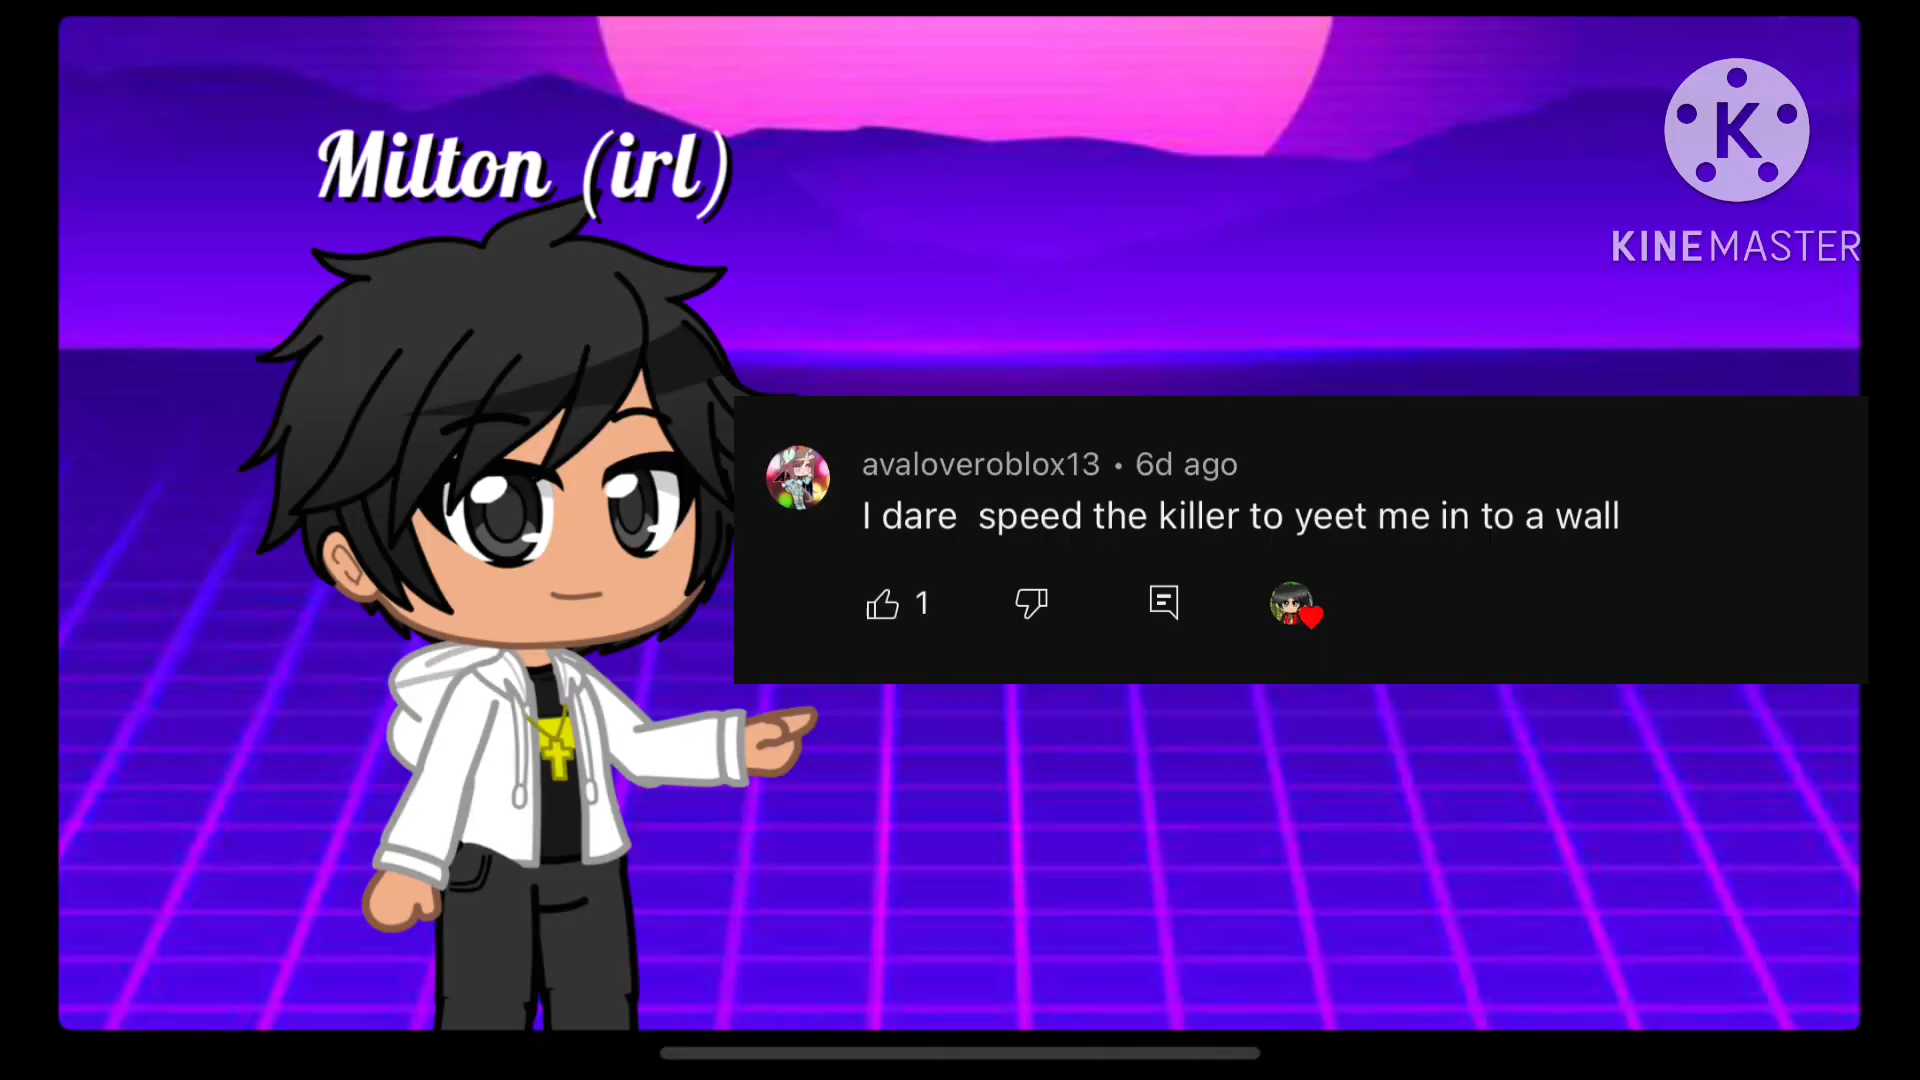 Milton (irl)
K
KINEMASTER
avaloveroblox13 • 6d ago
I dare  speed the killer to yeet me in to a wall
1